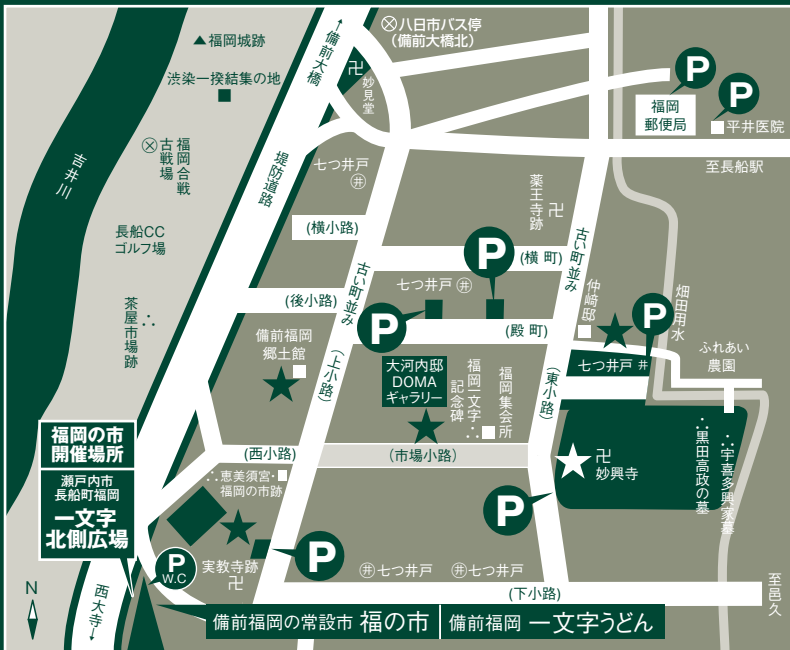 ⊗八日市バス停
(備前大橋北)
▲福岡城跡
←備前大橋
卍
妙見堂
渋染一揆結集の地
P
P
福岡
郵便局
平井医院
⊗福岡合戦
古戦場
吉井川
堤防道路
七つ井戸
井
至長船駅
薬王寺跡
卍
長船CC
ゴルフ場
(横小路)
古い町並み
(横 町)
P
古い町並み
七つ井戸 井
仲﨑邸
畑田用水
茶屋市場跡
(後小路)
P
(殿 町)
P
備前福岡
郷土館
(上小路)
大河内邸
DOMA
ギャラリー
福岡一文字
記念碑
福岡集会所
(東小路)
七つ井戸 井
ふれあい
農園
福岡の市
開催場所
瀬戸内市
長船町福岡
一文字
北側広場
(西小路)
(市場小路)
恵美須宮・
福岡の市跡
卍
妙興寺
黒田高政の墓
宇喜多興家墓
P
P
W.C
実教寺跡
卍
P
井七つ井戸
井七つ井戸
(下小路)
至邑久
N
西大寺→
備前福岡の常設市 福の市
備前福岡 一文字うどん